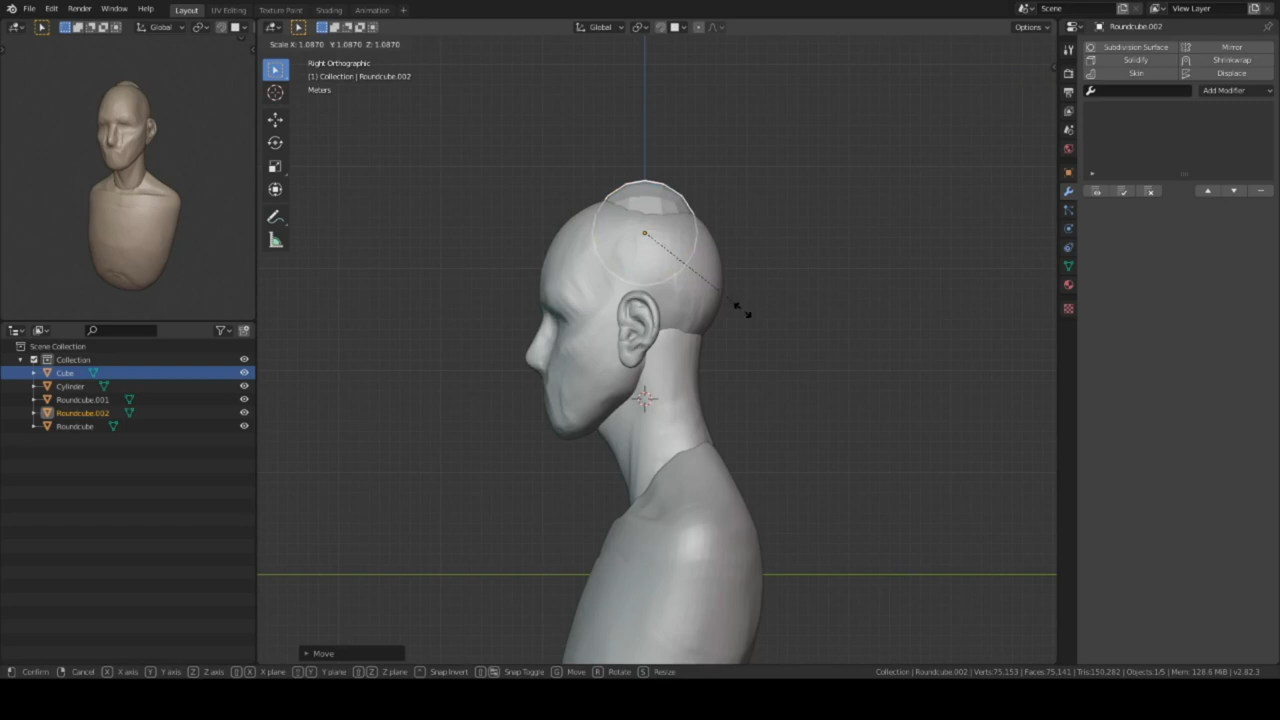 File Edit Render Window Help Layout UV Editing Texture Paint Shading Animation + Scene View Layer
Global Global Options Roundcube.002
Scale X: 1.0870 Y: 1.0870 Z: 1.0870
Subdivision Surface Mirror
Solidify Shrinkwrap
Skin Displace
Add Modifier
Right Orthographic
(1) Collection | Roundcube.002
Meters
Scene Collection
Collection
Cube
Cylinder
Roundcube.001
Roundcube.002
Roundcube
Move
Confirm Cancel X X axis Y Y axis Z Z axis X X plane Y Y plane Z Z plane Snap Invert Snap Toggle G Move R Rotate S Resize Collection | Roundcube.002 | Verts:75,153 | Faces:75,141 | Tris:150,282 | Objects:1/5 | Mem: 128.6 MiB | v2.82.3